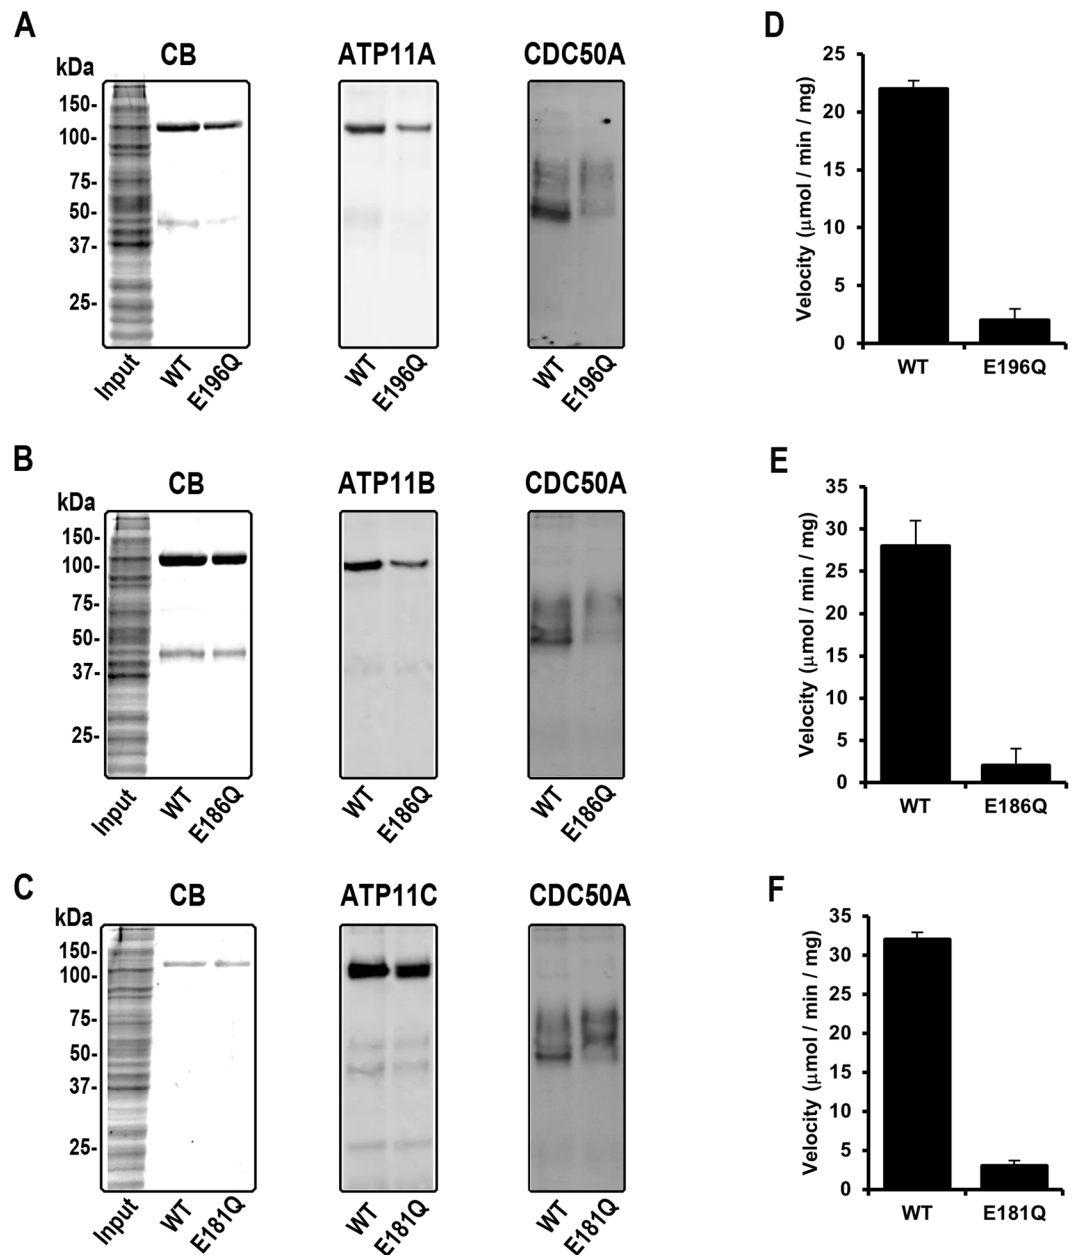 A
CB
ATP11A
CDC50A
kDa
150-
100-
75-
50-
37-
25-
Input
WT
E196Q
WT
E196Q
WT
E196Q
D
Velocity (μmol / min / mg)
25
20
15
10
5
0
WT
E196Q
B
CB
ATP11B
CDC50A
kDa
150-
100-
75-
50-
37-
25-
Input
WT
E186Q
WT
E186Q
WT
E186Q
E
Velocity (μmol / min / mg)
35
30
25
20
15
10
5
0
WT
E186Q
C
CB
ATP11C
CDC50A
kDa
150-
100-
75-
50-
37-
25-
Input
WT
E181Q
WT
E181Q
WT
E181Q
F
Velocity (μmol / min / mg)
35
30
25
20
15
10
5
0
WT
E181Q